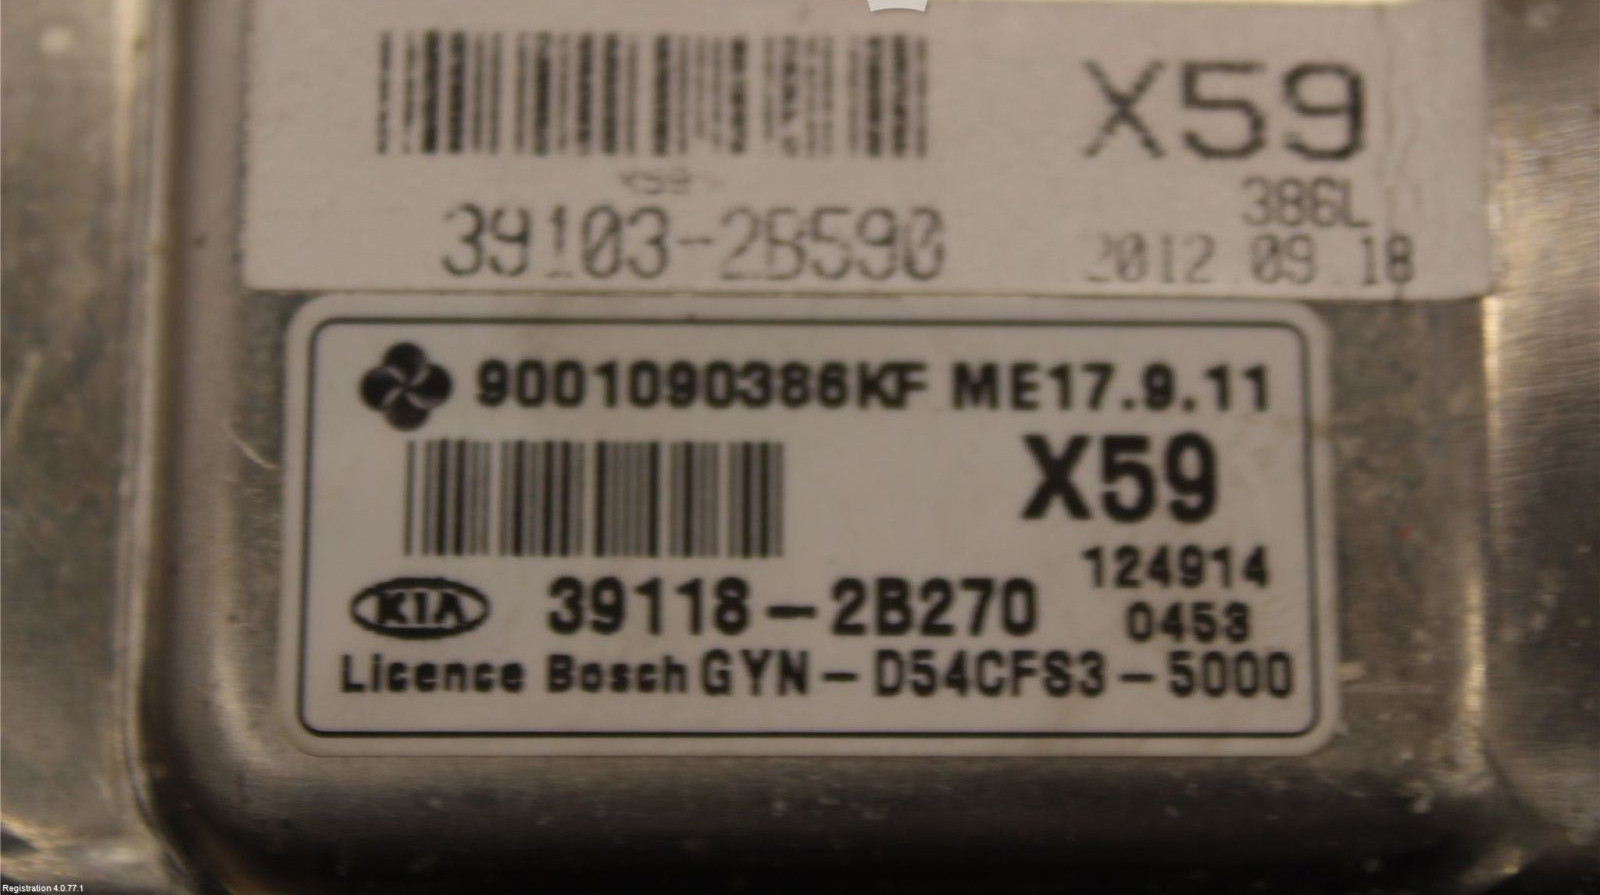 X59
386L
39103-2B590
2012 09 18
9001090386KF ME17.9.11
X59
124914
KIA 39118-2B270
0453
Licence Bosch GYN-D54CFS3-5000
Registration 4.0.77.1